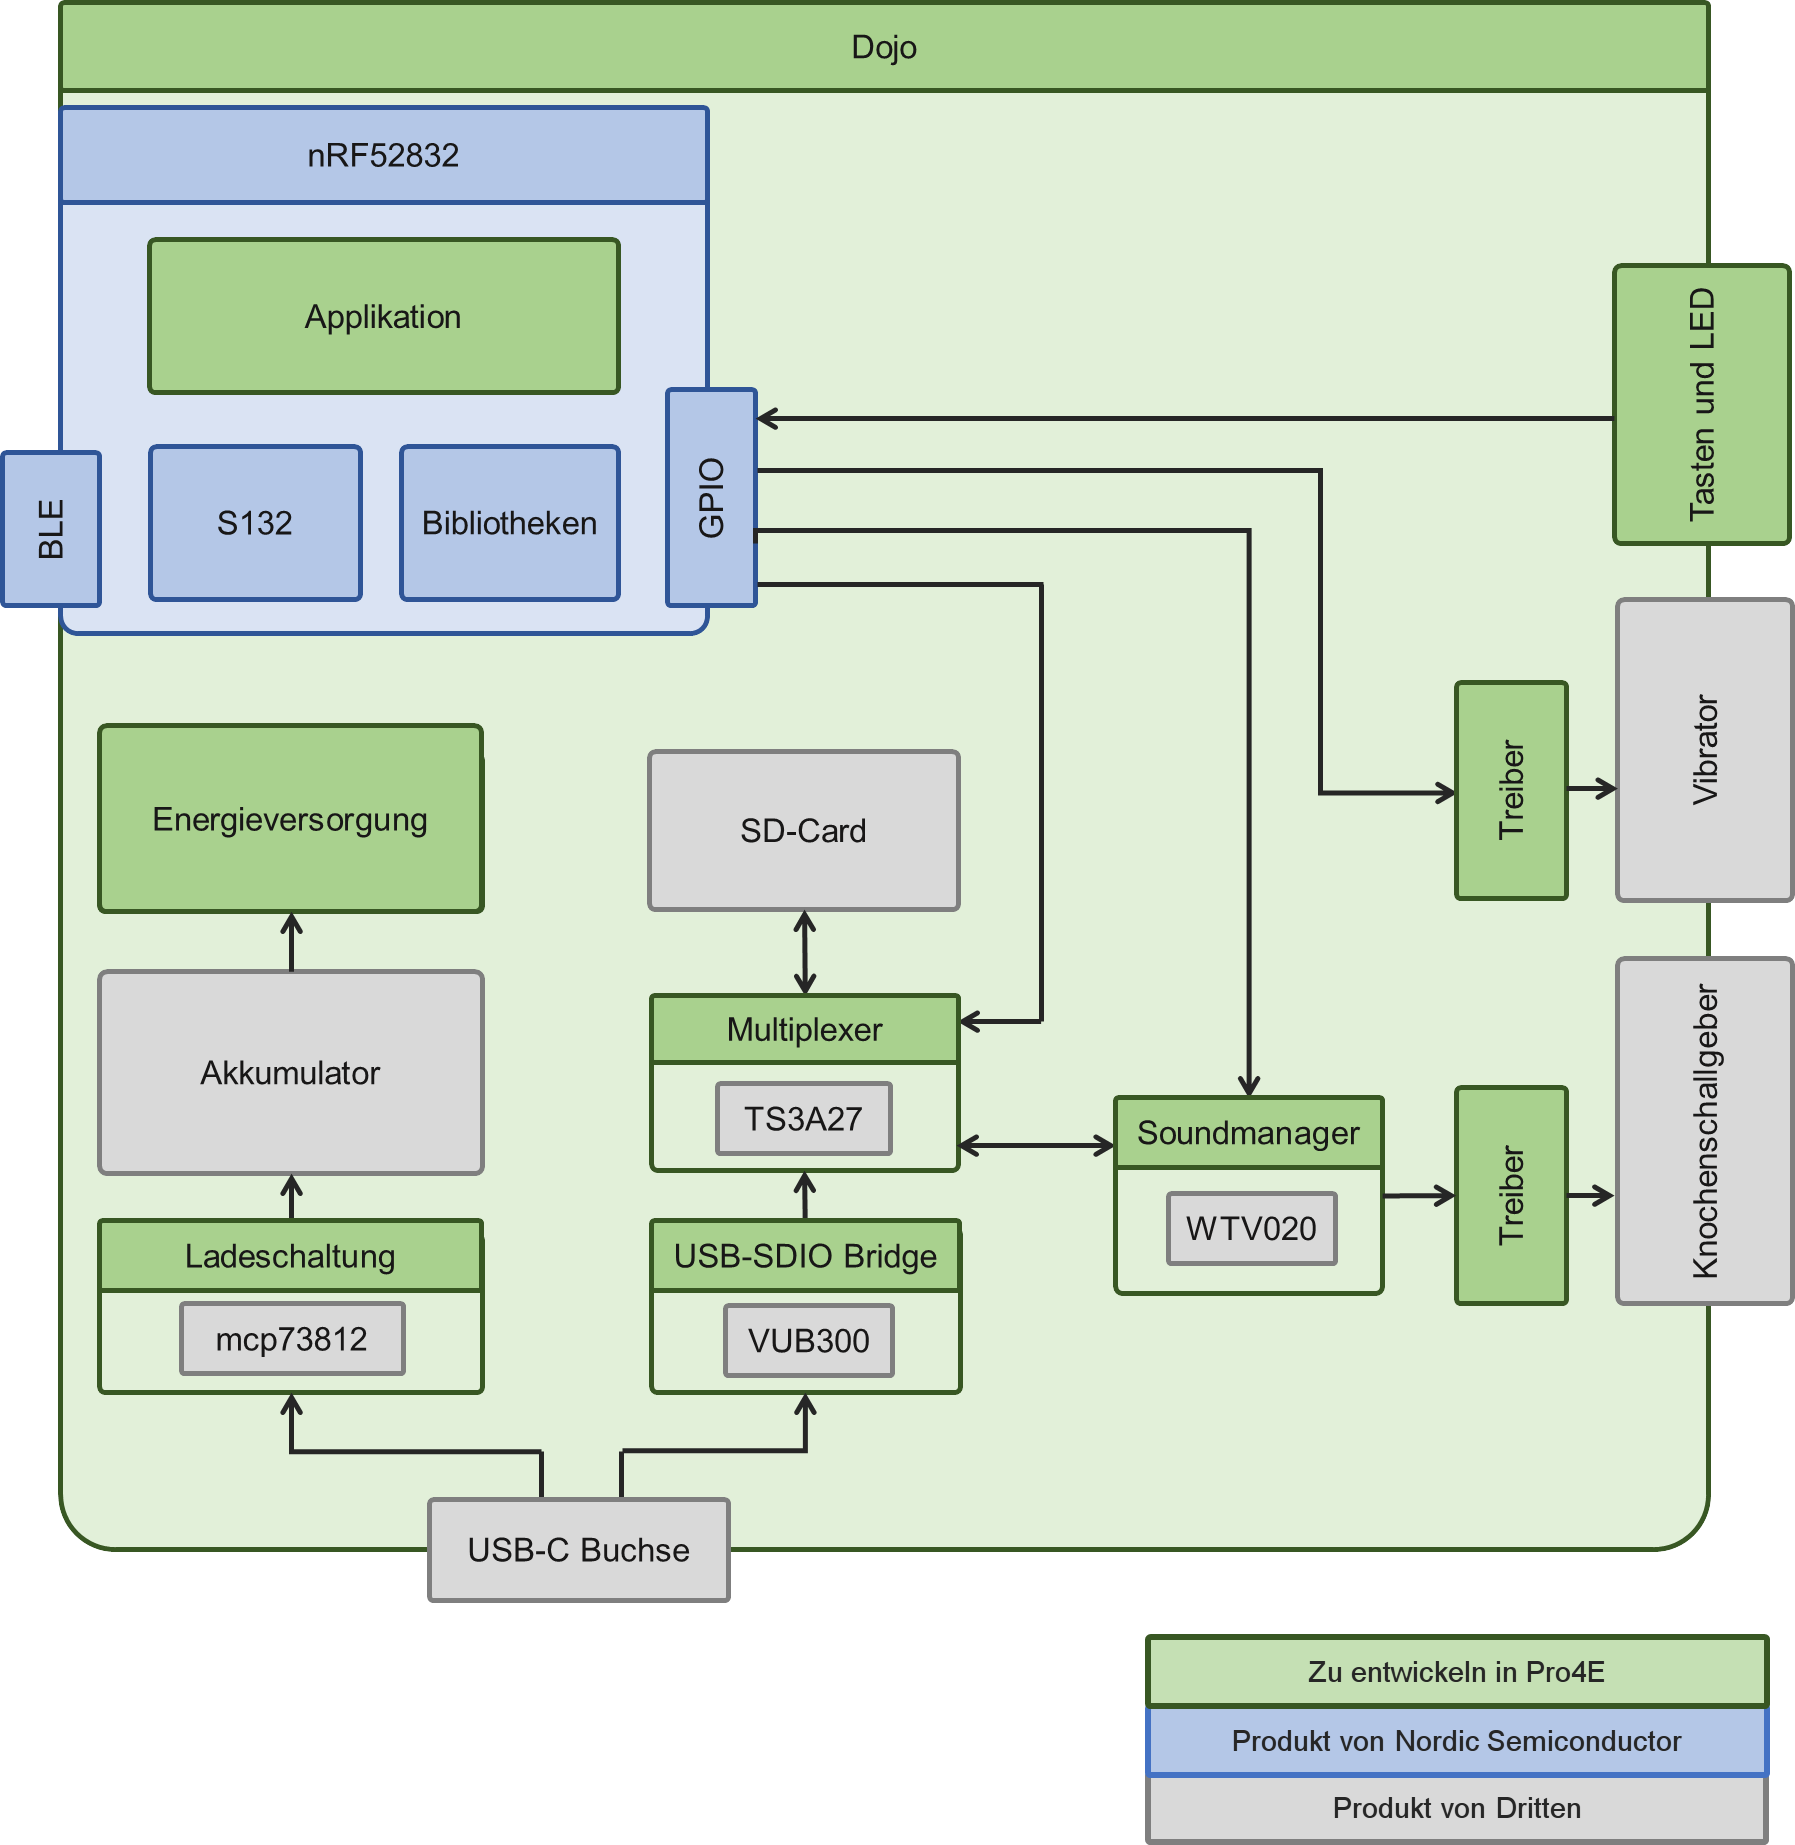 Dojo
nRF52832
Applikation
S132
Bibliotheken
BLE
GPIO
Tasten und LED
Vibrator
Treiber
Energieversorgung
SD-Card
Akkumulator
Multiplexer
TS3A27
Soundmanager
WTV020
Treiber
Knochenschallgeber
Ladeschaltung
mcp73812
USB-SDIO Bridge
VUB300
USB-C Buchse
Zu entwickeln in Pro4E
Produkt von Nordic Semiconductor
Produkt von Dritten